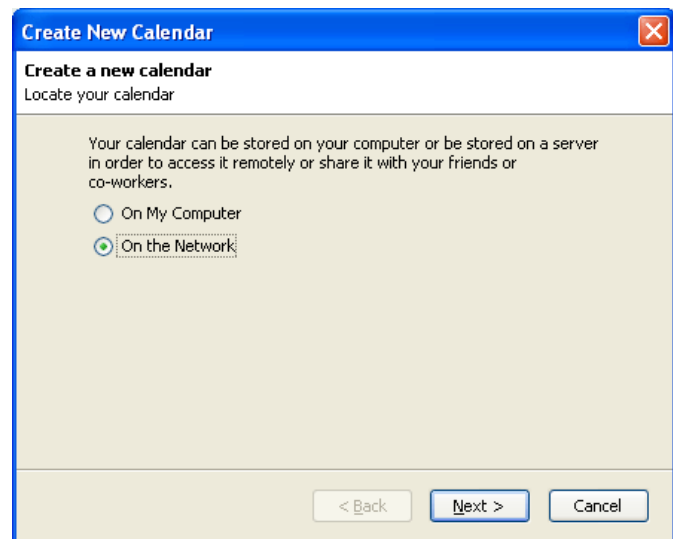 Create New Calendar
Create a new calendar
Locate your calendar
Your calendar can be stored on your computer or be stored on a server
in order to access it remotely or share it with your friends or
co-workers.
On My Computer
On the Network
< Back
Next >
Cancel